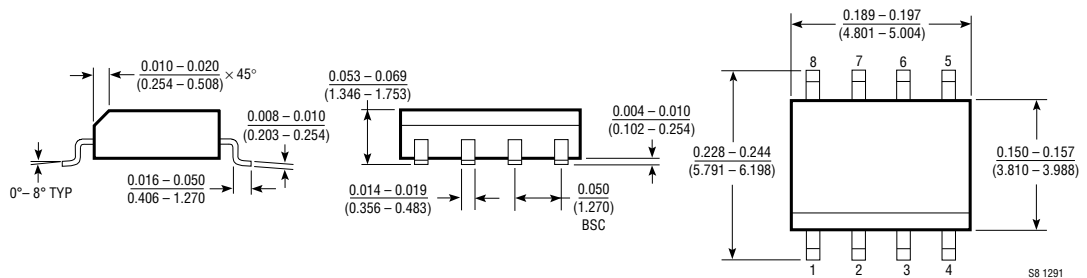 0.010 – 0.020
(0.254 – 0.508)
× 45°
0.008 – 0.010
(0.203 – 0.254)
0.016 – 0.050
0.406 – 1.270
0°– 8° TYP
0.053 – 0.069
(1.346 – 1.753)
0.004 – 0.010
(0.102 – 0.254)
0.014 – 0.019
(0.356 – 0.483)
0.050
(1.270)
BSC
0.189 – 0.197
(4.801 – 5.004)
8 7 6 5
0.228 – 0.244
(5.791 – 6.198)
0.150 – 0.157
(3.810 – 3.988)
1 2 3 4
S8 1291